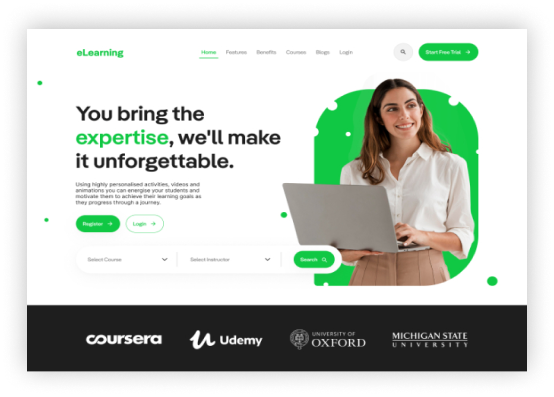 eLearning
Home Features Benefits Courses Blogs Login
Start Free Trial
You bring the
expertise, we'll make
it unforgettable.
Using highly personalised activities, videos and
animations you can energise your students and
motivate them to achieve their learning goals as
they progress through a journey.
Register Login
Select Course Select Instructor Search
coursera Udemy UNIVERSITY OF
OXFORD MICHIGAN STATE
UNIVERSITY